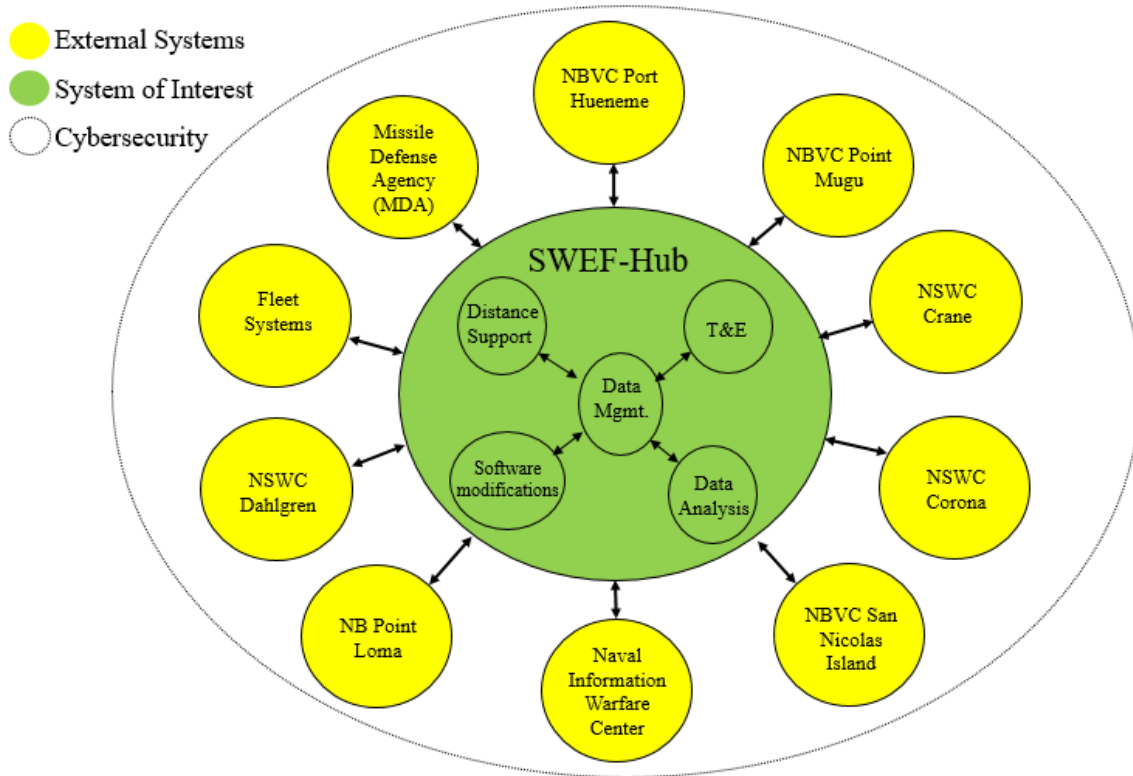 External Systems
System of Interest
Cybersecurity
NBVC Port
Hueneme
Missile
Defense
Agency
(MDA)
NBVC Point
Mugu
SWEF-Hub
Fleet
Systems
Distance
Support
T&E
NSWC
Crane
Data
Mgmt.
NSWC
Dahlgren
Software
modifications
Data
Analysis
NSWC
Corona
NB Point
Loma
Naval
Information
Warfare
Center
NBVC San
Nicolas
Island